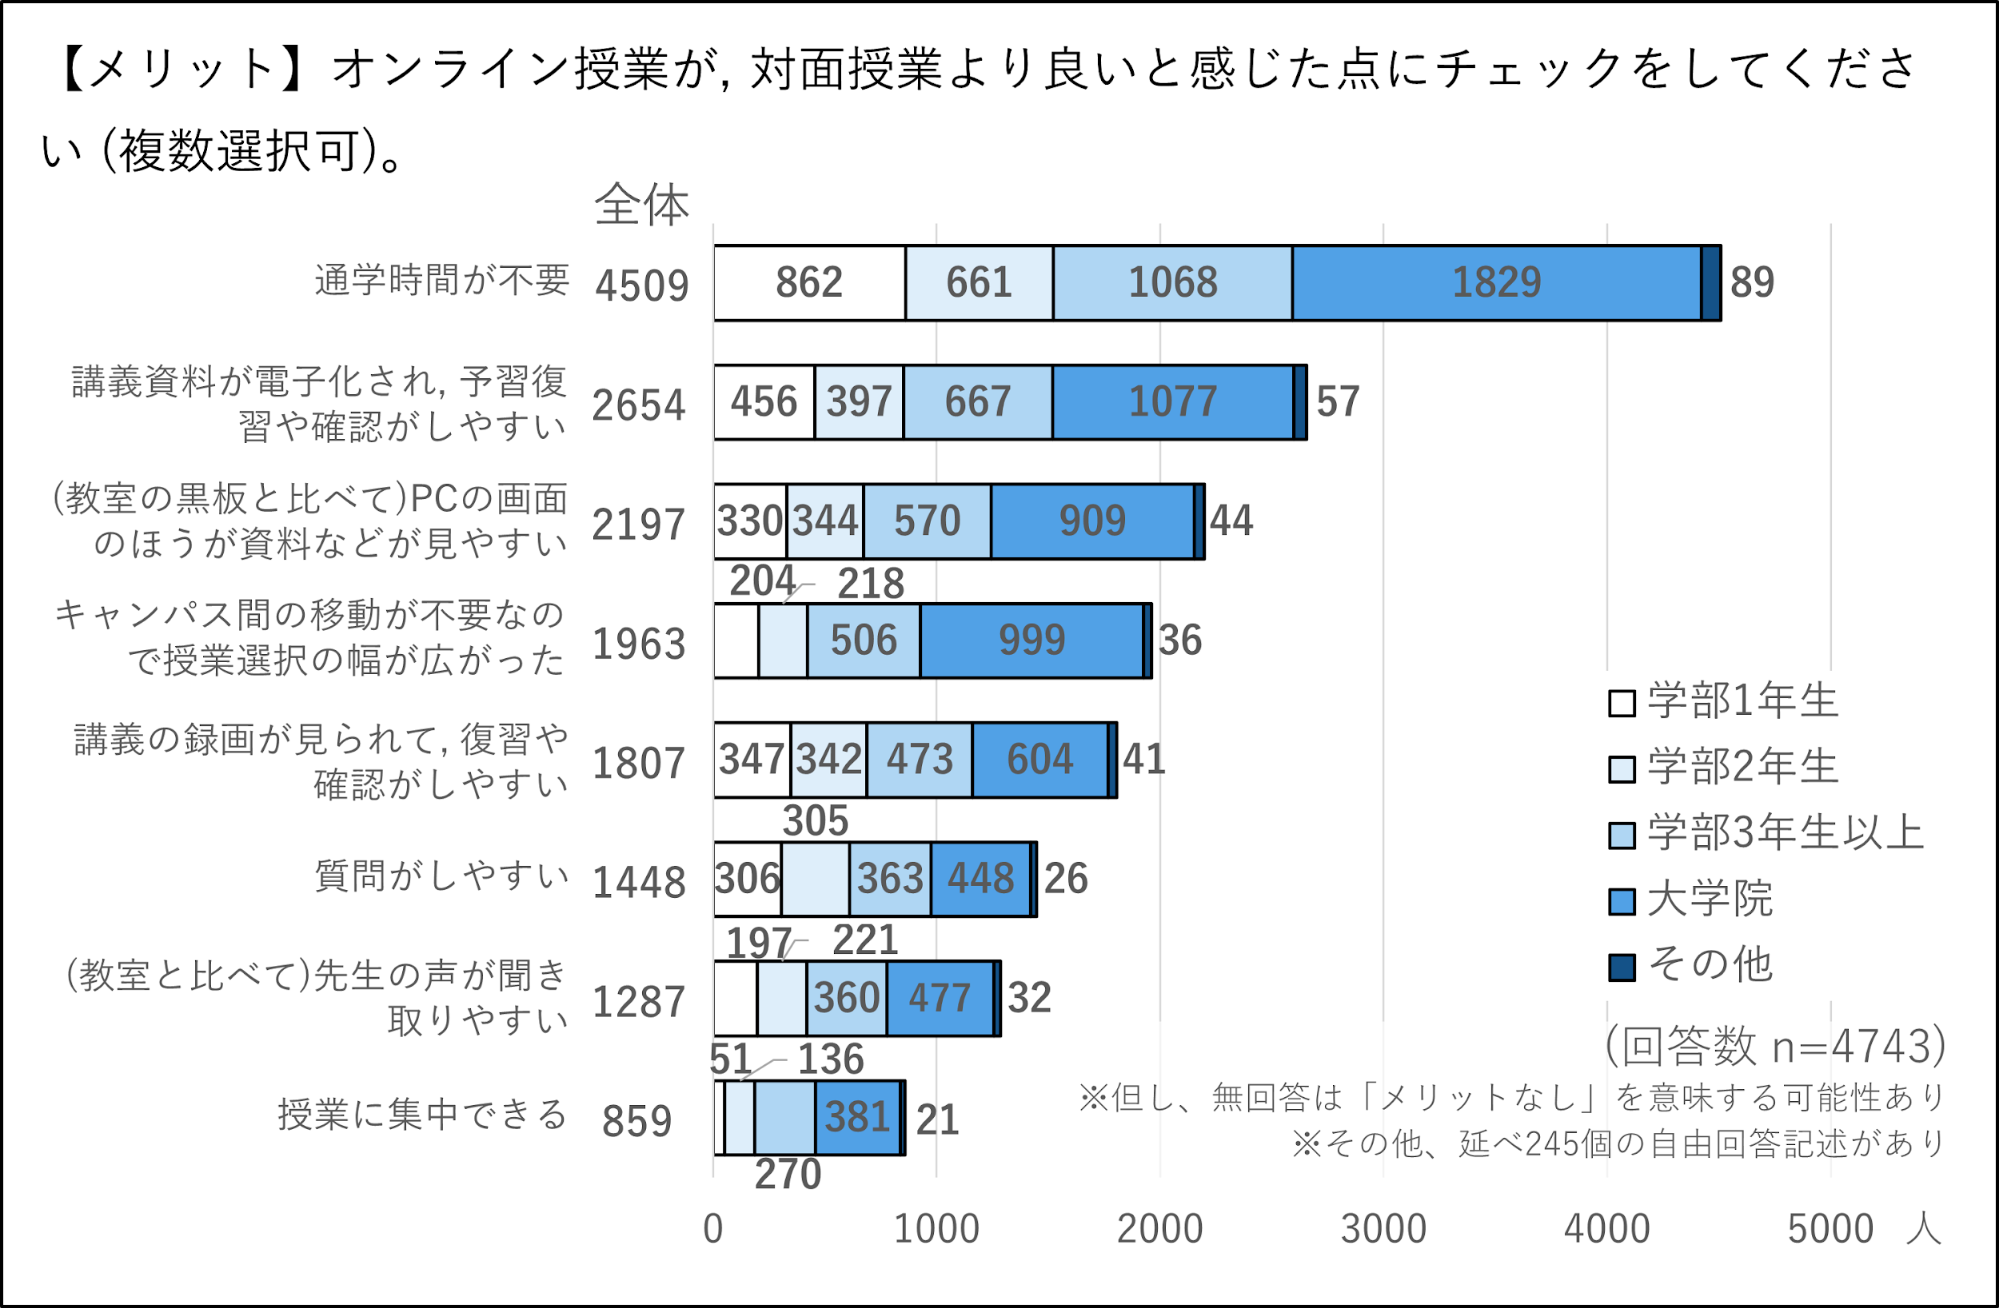 【メリット】オンライン授業が, 対面授業より良いと感じた点にチェックをしてくださ
い (複数選択可)。
全体
通学時間が不要 4509 862 661 1068 1829 89
講義資料が電子化され, 予習復
習や確認がしやすい
2654 456 397 667 1077 57
(教室の黒板と比べて)PCの画面
のほうが資料などが見やすい
2197 330 344 570 909 44
204 218
キャンパス間の移動が不要なの
で授業選択の幅が広がった
1963 506 999 36
講義の録画が見られて, 復習や
確認がしやすい
1807 347 342 473 604 41
305
質問がしやすい 1448 306 363 448 26
197 221
(教室と比べて)先生の声が聞き
取りやすい
1287 360 477 32
51 136
授業に集中できる 859 381 21
270
0 1000 2000 3000 4000 5000 人
学部1年生
学部2年生
学部3年生以上
大学院
その他
(回答数 n=4743)
※但し、無回答は「メリットなし」を意味する可能性あり
※その他、延べ245個の自由回答記述があり